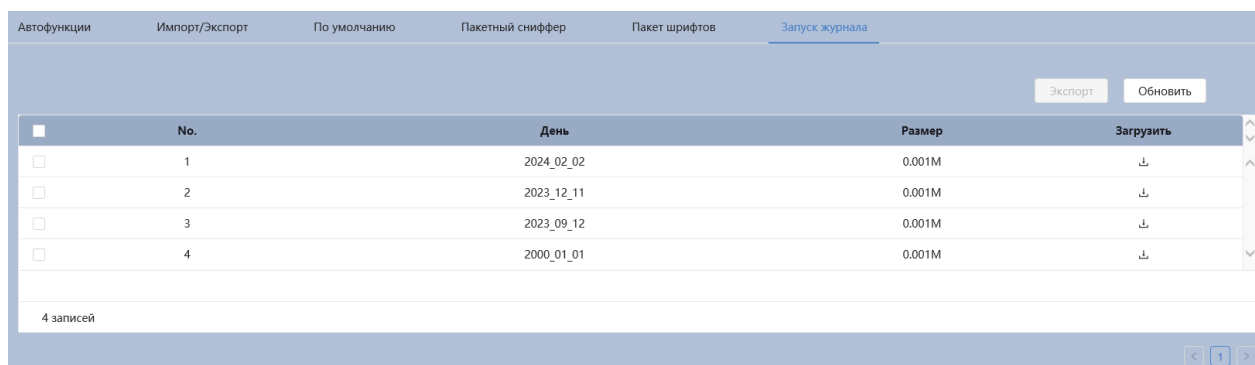 Автофункции Импорт/Экспорт По умолчанию Пакетный сниффер Пакет шрифтов Запуск журнала
Экспорт Обновить
No. День Размер Загрузить
1 2024_02_02 0.001M
2 2023_12_11 0.001M
3 2023_09_12 0.001M
4 2000_01_01 0.001M
4 записей
< 1 >